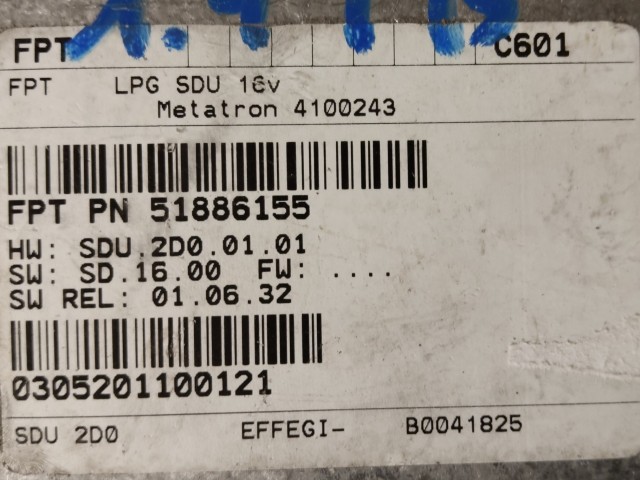 FPT C601
FPT LPG SDU 16v
Metatron 4100243
FPT PN 51886155
HW: SDU.2D0.01.01
SW: SD.16.00 FW: ....
SW REL: 01.06.32
0305201100121
SDU 2D0 EFFEGI- B0041825